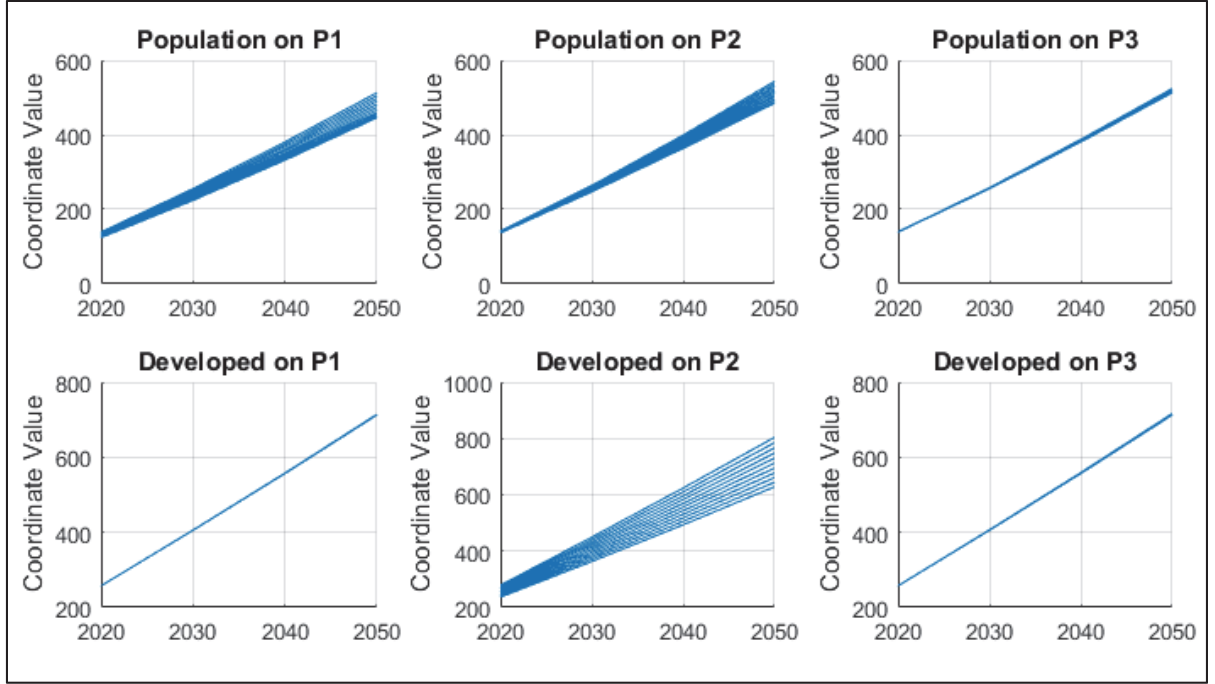 Population on P1
Coordinate Value
600
400
200
0
2020 2030 2040 2050
Population on P2
Coordinate Value
600
400
200
0
2020 2030 2040 2050
Population on P3
Coordinate Value
600
400
200
0
2020 2030 2040 2050
Developed on P1
Coordinate Value
800
600
400
200
2020 2030 2040 2050
Developed on P2
Coordinate Value
1000
800
600
400
200
2020 2030 2040 2050
Developed on P3
Coordinate Value
800
600
400
200
2020 2030 2040 2050